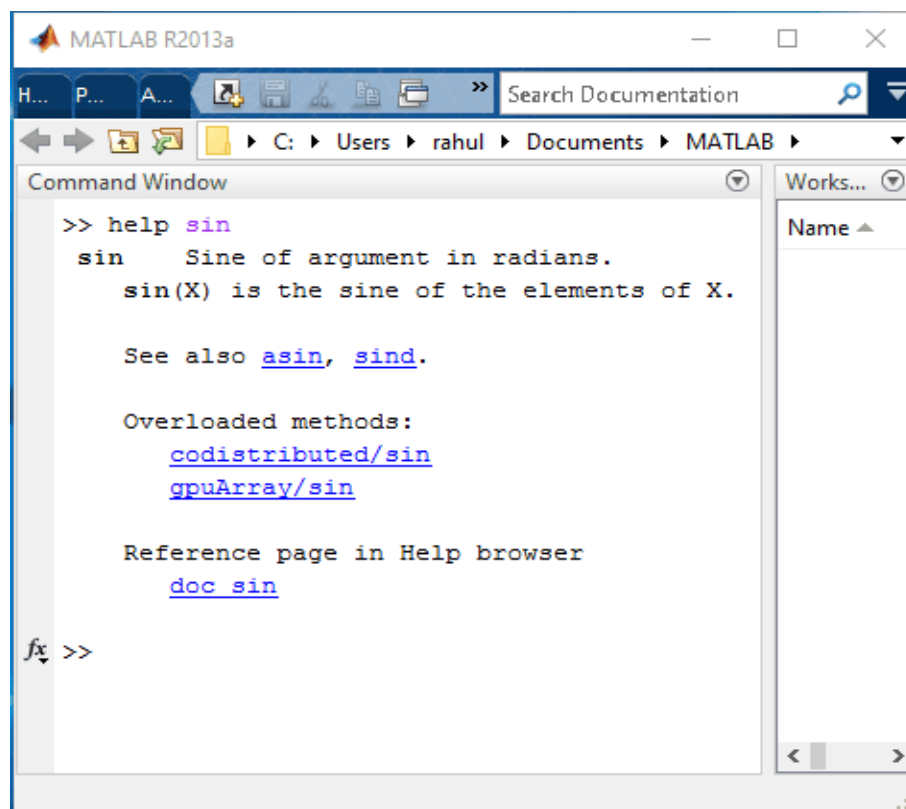 MATLAB R2013a
H... P... A... Search Documentation
C: Users rahul Documents MATLAB
Command Window
Works...
>> help sin
Name
sin Sine of argument in radians.
sin(X) is the sine of the elements of X.
See also asin, sind.
Overloaded methods:
codistributed/sin
gpuArray/sin
Reference page in Help browser
doc sin
fx >>